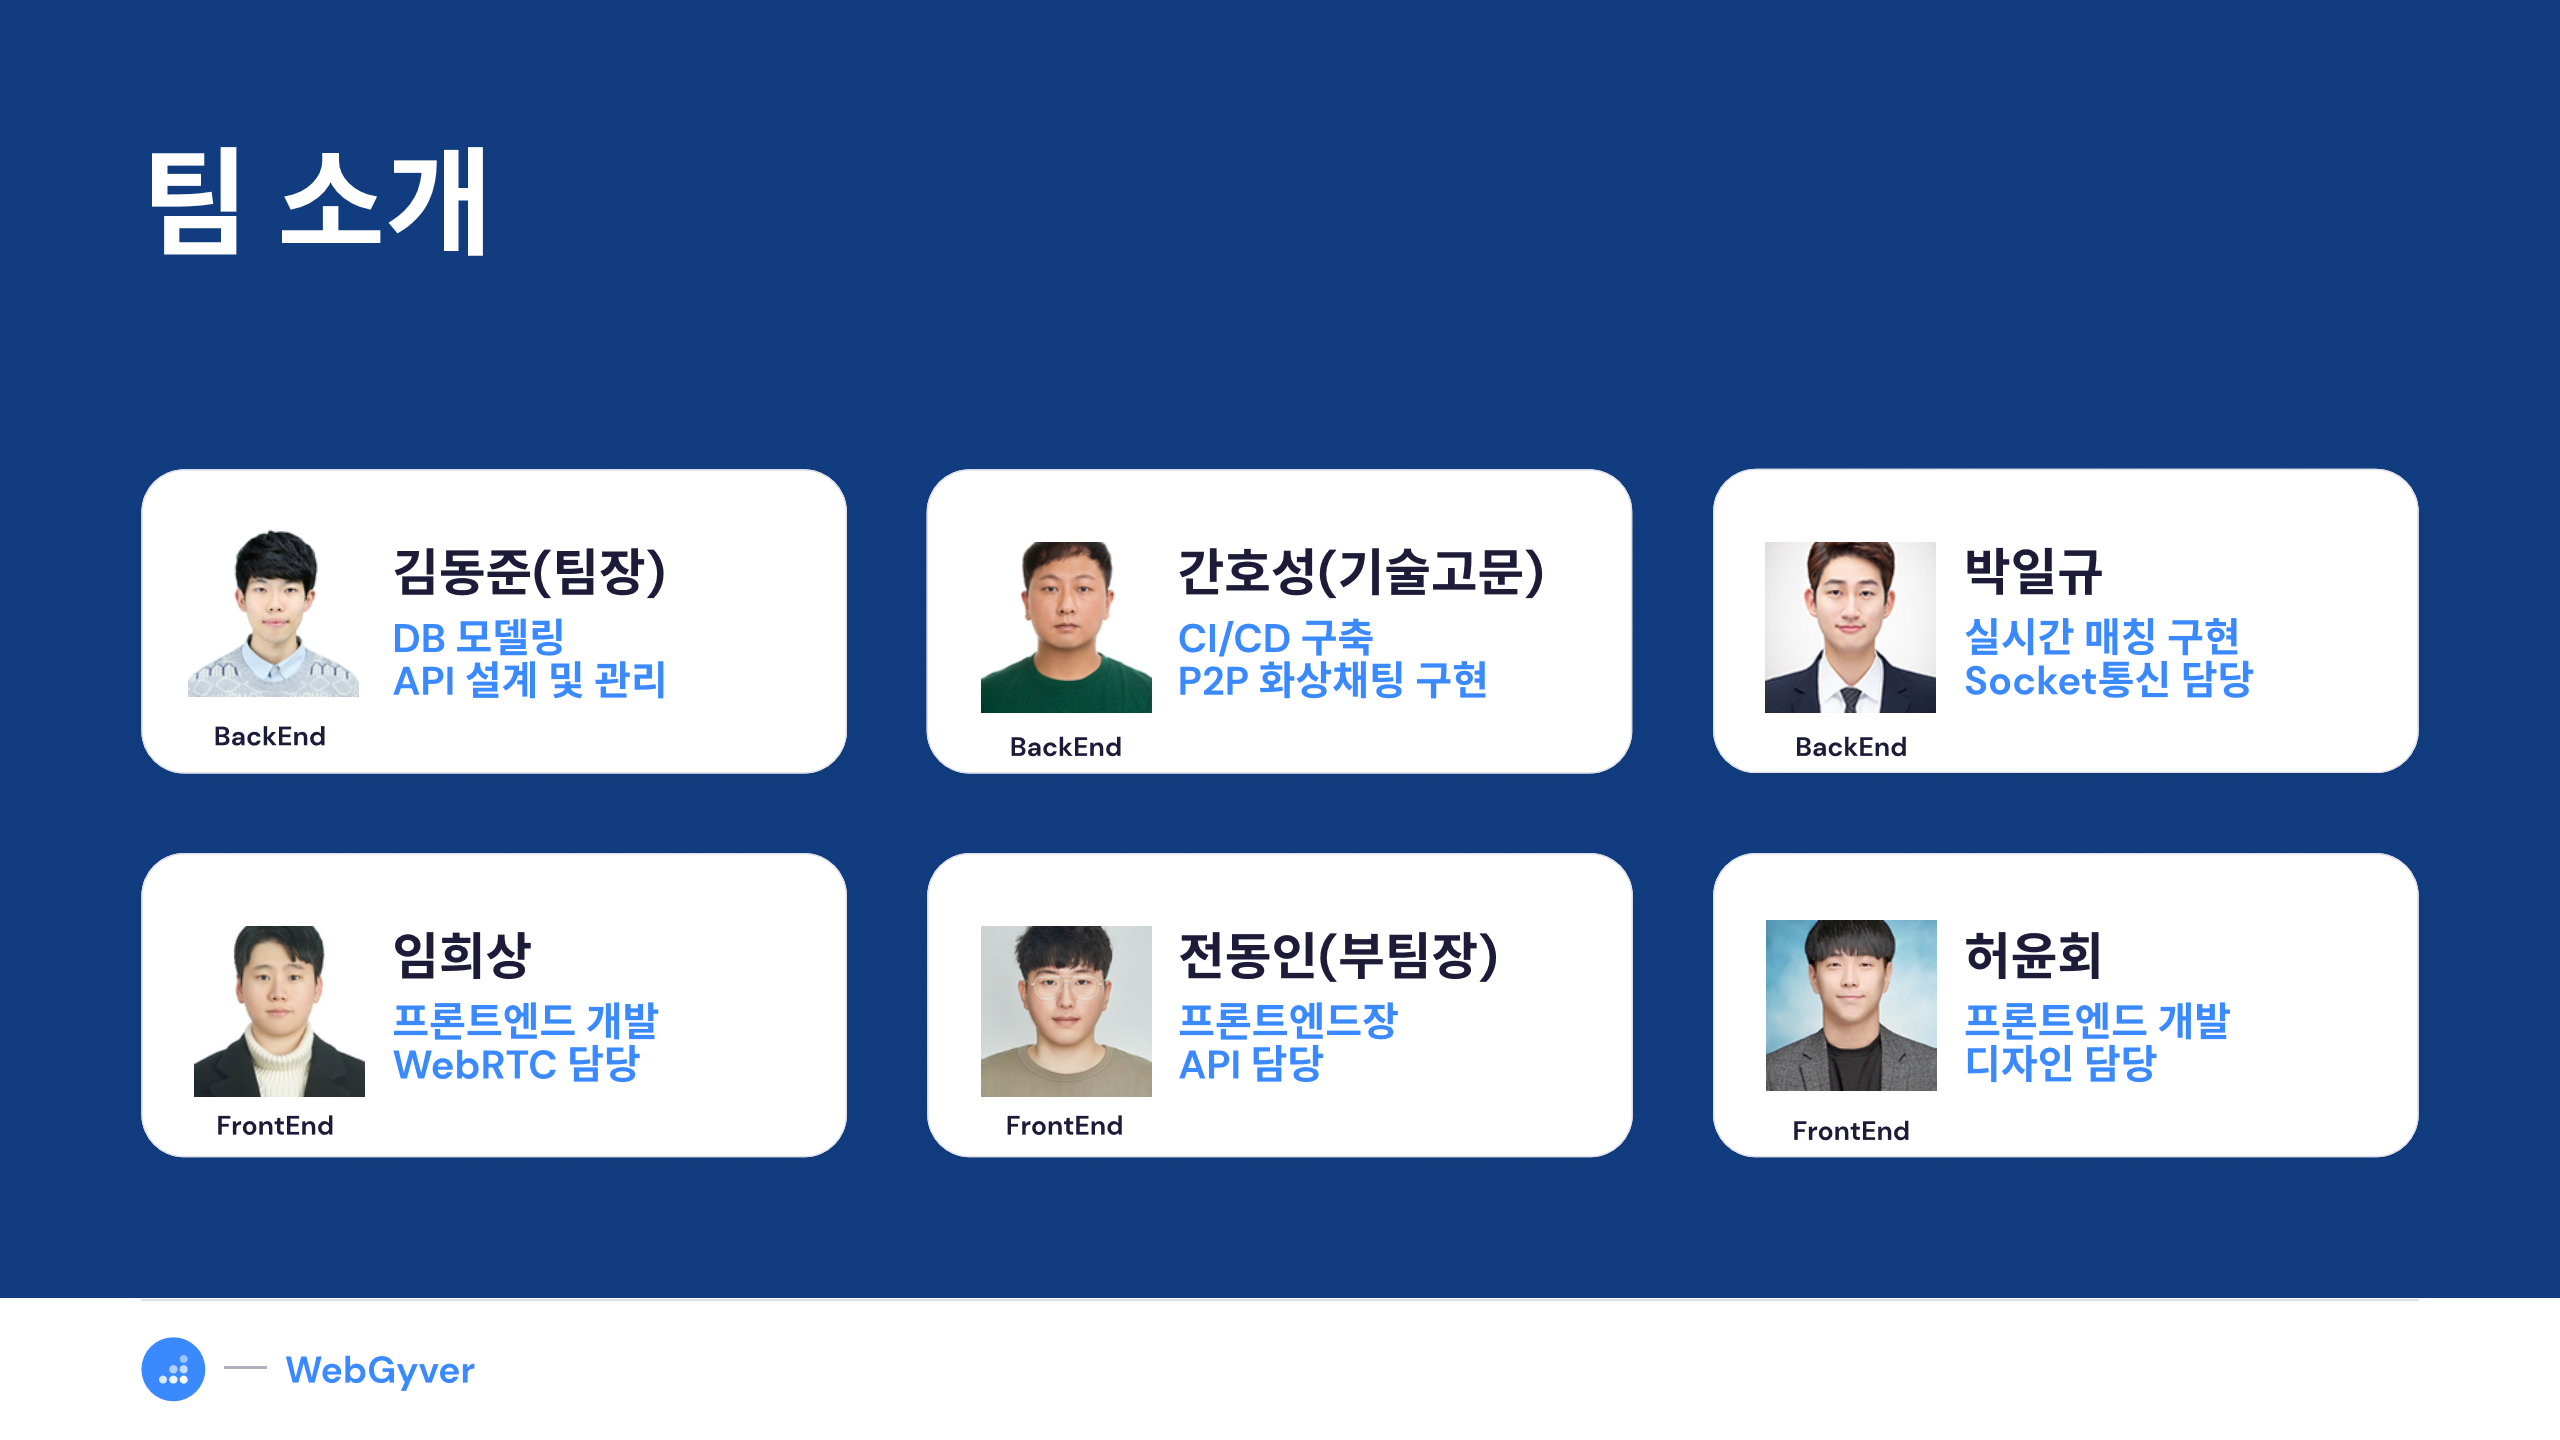 팀 소개
김동준(팀장)
DB 모델링
API 설계 및 관리
BackEnd
간호성(기술고문)
CI/CD 구축
P2P 화상채팅 구현
BackEnd
박일규
실시간 매칭 구현
Socket통신 담당
BackEnd
임희상
프론트엔드 개발
WebRTC 담당
FrontEnd
전동인(부팀장)
프론트엔드장
API 담당
FrontEnd
허윤회
프론트엔드 개발
디자인 담당
FrontEnd
WebGyver